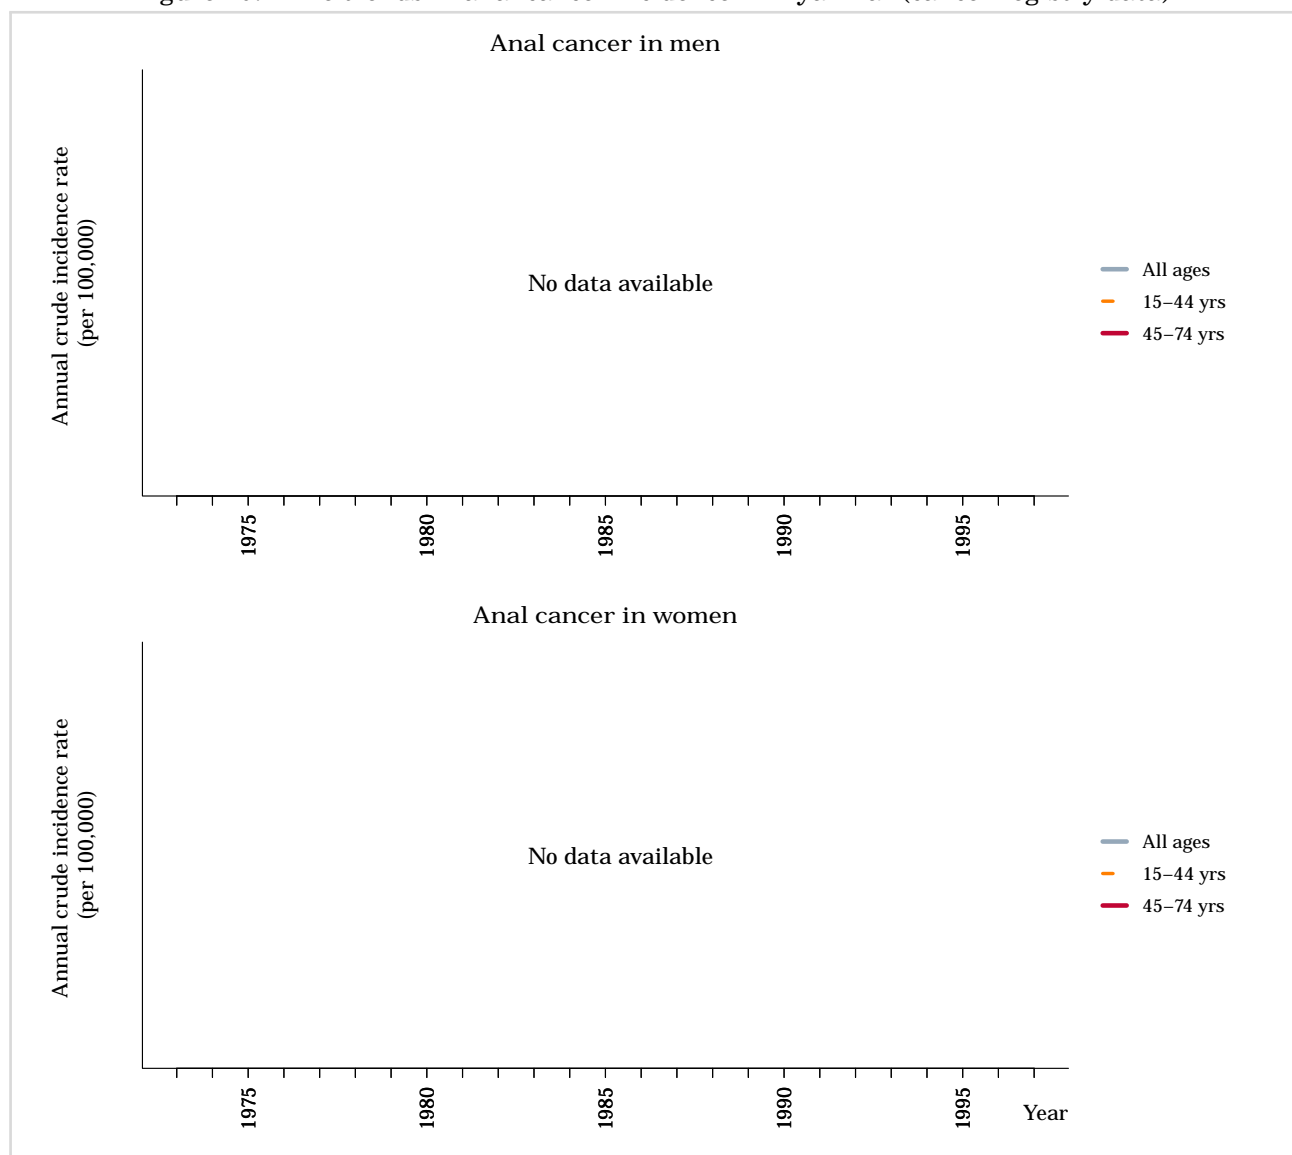 Anal cancer in men
Annual crude incidence rate
(per 100,000)
No data available
All ages
15–44 yrs
45–74 yrs
1975
1980
1985
1990
1995
Anal cancer in women
Annual crude incidence rate
(per 100,000)
No data available
All ages
15–44 yrs
45–74 yrs
1975
1980
1985
1990
1995
Year